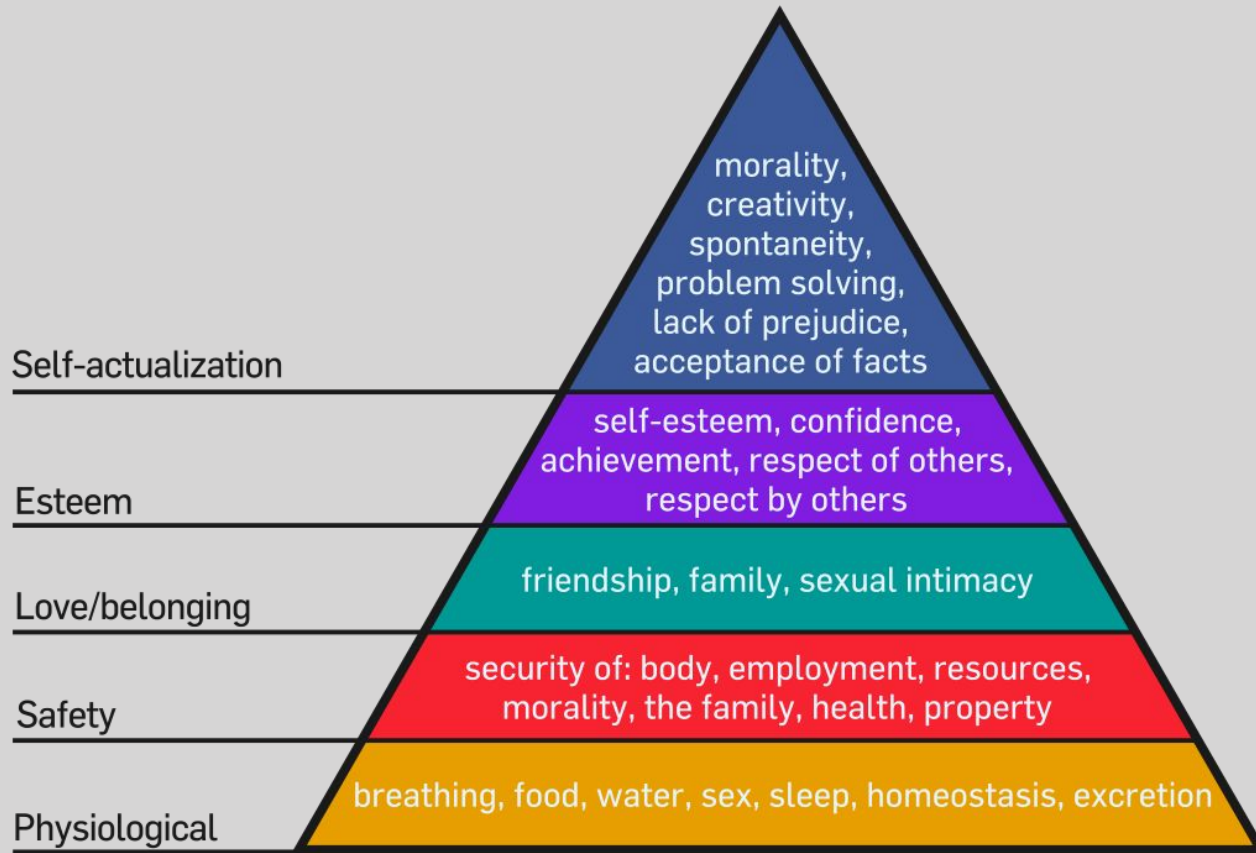 morality,
creativity,
spontaneity,
problem solving,
lack of prejudice,
acceptance of facts
Self-actualization
self-esteem, confidence,
achievement, respect of others,
respect by others
Esteem
friendship, family, sexual intimacy
Love/belonging
security of: body, employment, resources,
morality, the family, health, property
Safety
breathing, food, water, sex, sleep, homeostasis, excretion
Physiological